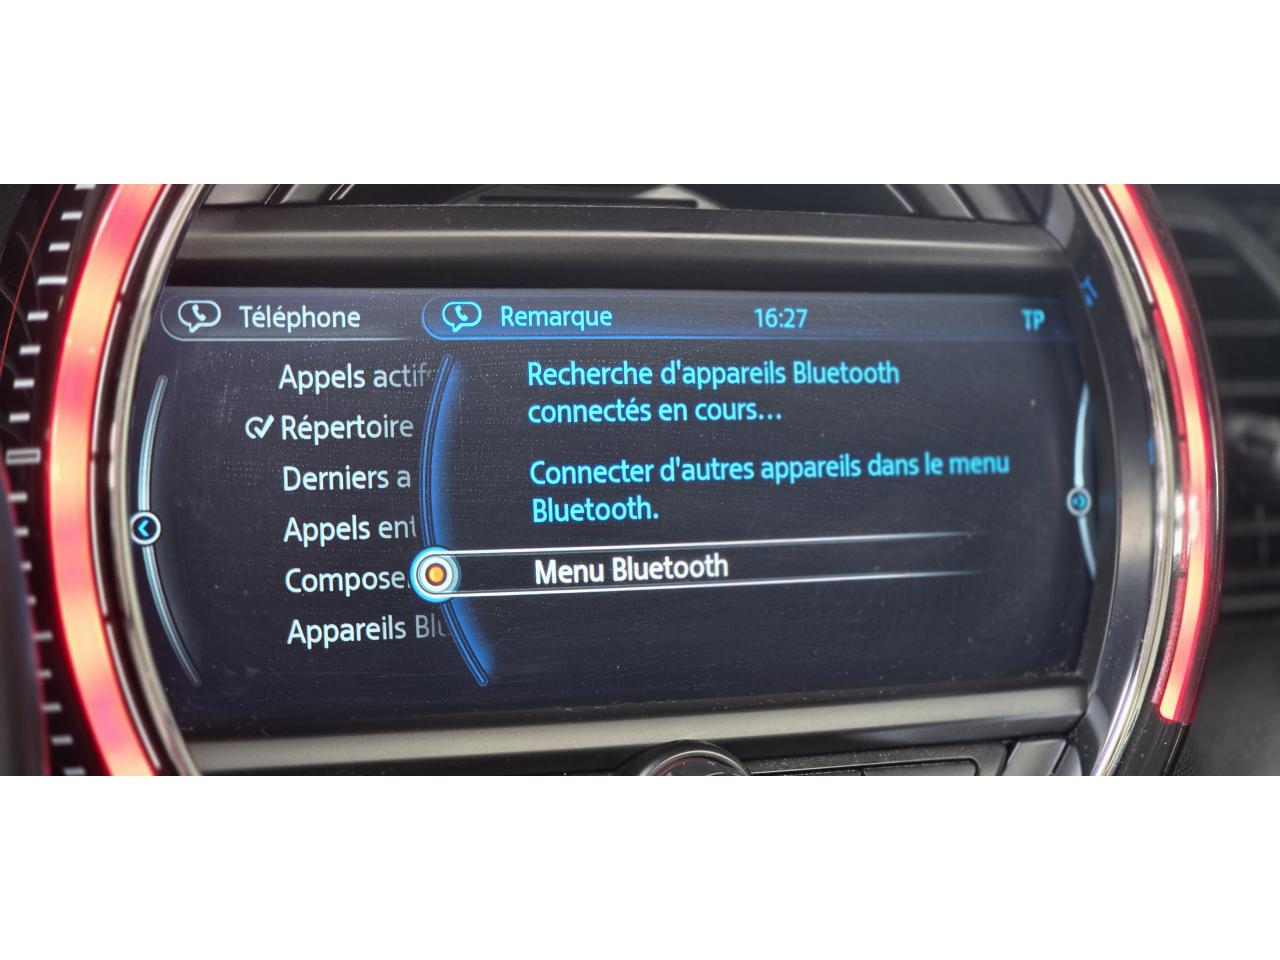 Téléphone
Remarque 16:27 TP
Appels actif
Répertoire
Derniers a
Appels ent
Compose
Appareils Blu
Recherche d'appareils Bluetooth
connectés en cours...
Connecter d'autres appareils dans le menu
Bluetooth.
Menu Bluetooth